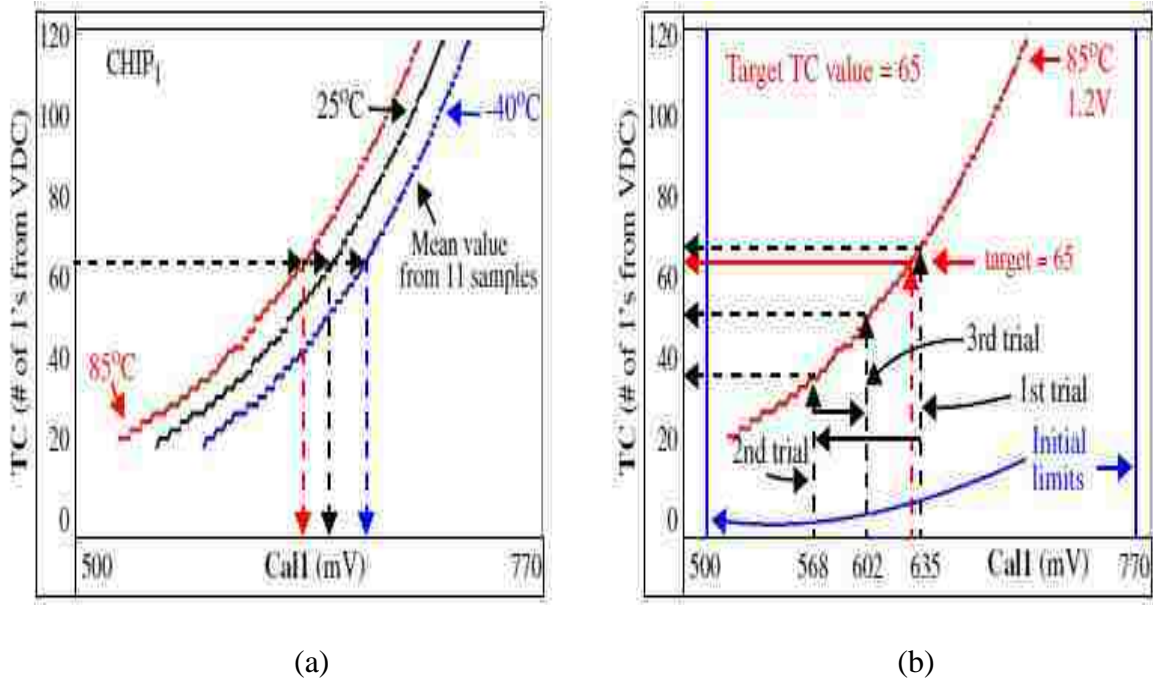 120
CHIP1
100
25°C
-40°C
TC (# of 1's from VDC)
80
Mean value
from 11 samples
60
40
85°C
20
0
500
Cal1 (mV)
770
(a)
120
Target TC value = 65
85°C
1.2V
100
TC (# of 1's from VDC)
80
60
target = 65
40
3rd trial
1st trial
20
2nd trial
Initial
limits
0
500 568 602 635 Cal1 (mV) 770
(b)